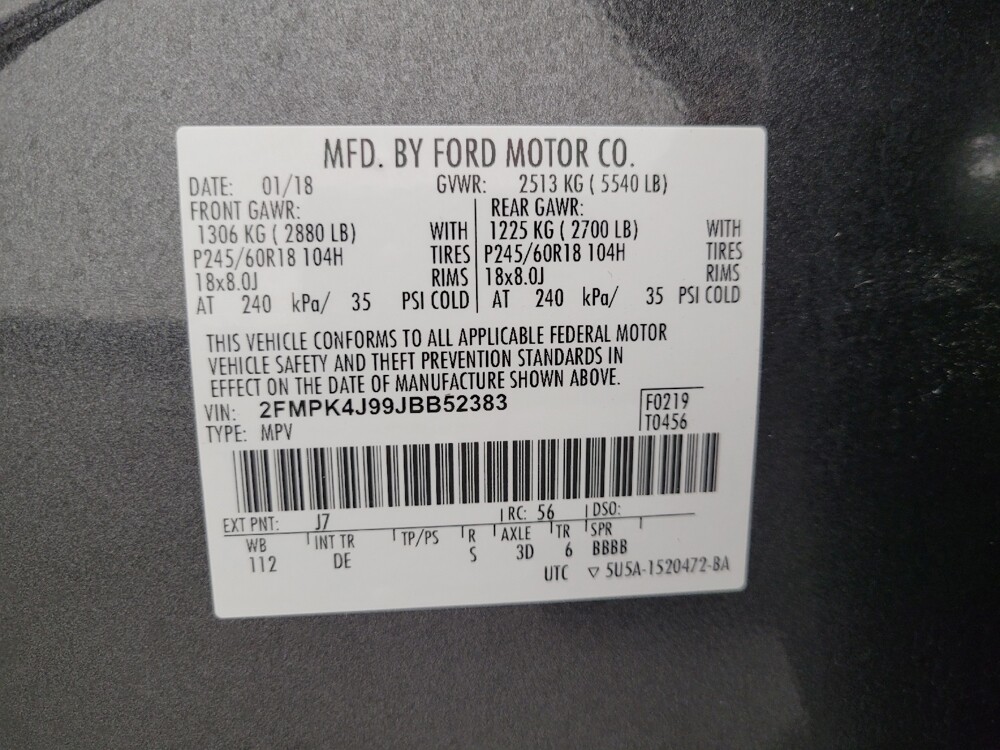 MFD. BY FORD MOTOR CO.
DATE: 01/18 GVWR: 2513 KG ( 5540 LB)
FRONT GAWR: REAR GAWR:
1306 KG ( 2880 LB) WITH 1225 KG ( 2700 LB) WITH
P245/60R18 104H TIRES P245/60R18 104H TIRES
18x8.0J RIMS 18x8.0J RIMS
AT 240 kPa/ 35 PSI COLD AT 240 kPa/ 35 PSI COLD
THIS VEHICLE CONFORMS TO ALL APPLICABLE FEDERAL MOTOR
VEHICLE SAFETY AND THEFT PREVENTION STANDARDS IN
EFFECT ON THE DATE OF MANUFACTURE SHOWN ABOVE.
VIN: 2FMPK4J99JBB52383 F0219
TYPE: MPV T0456
EXT PNT: J7 RC: 56 DSO:
WB INT TR TP/PS R AXLE TR SPR
112 DE S 3D 6 BBBB
UTC ▽ 5U5A-1520472-BA